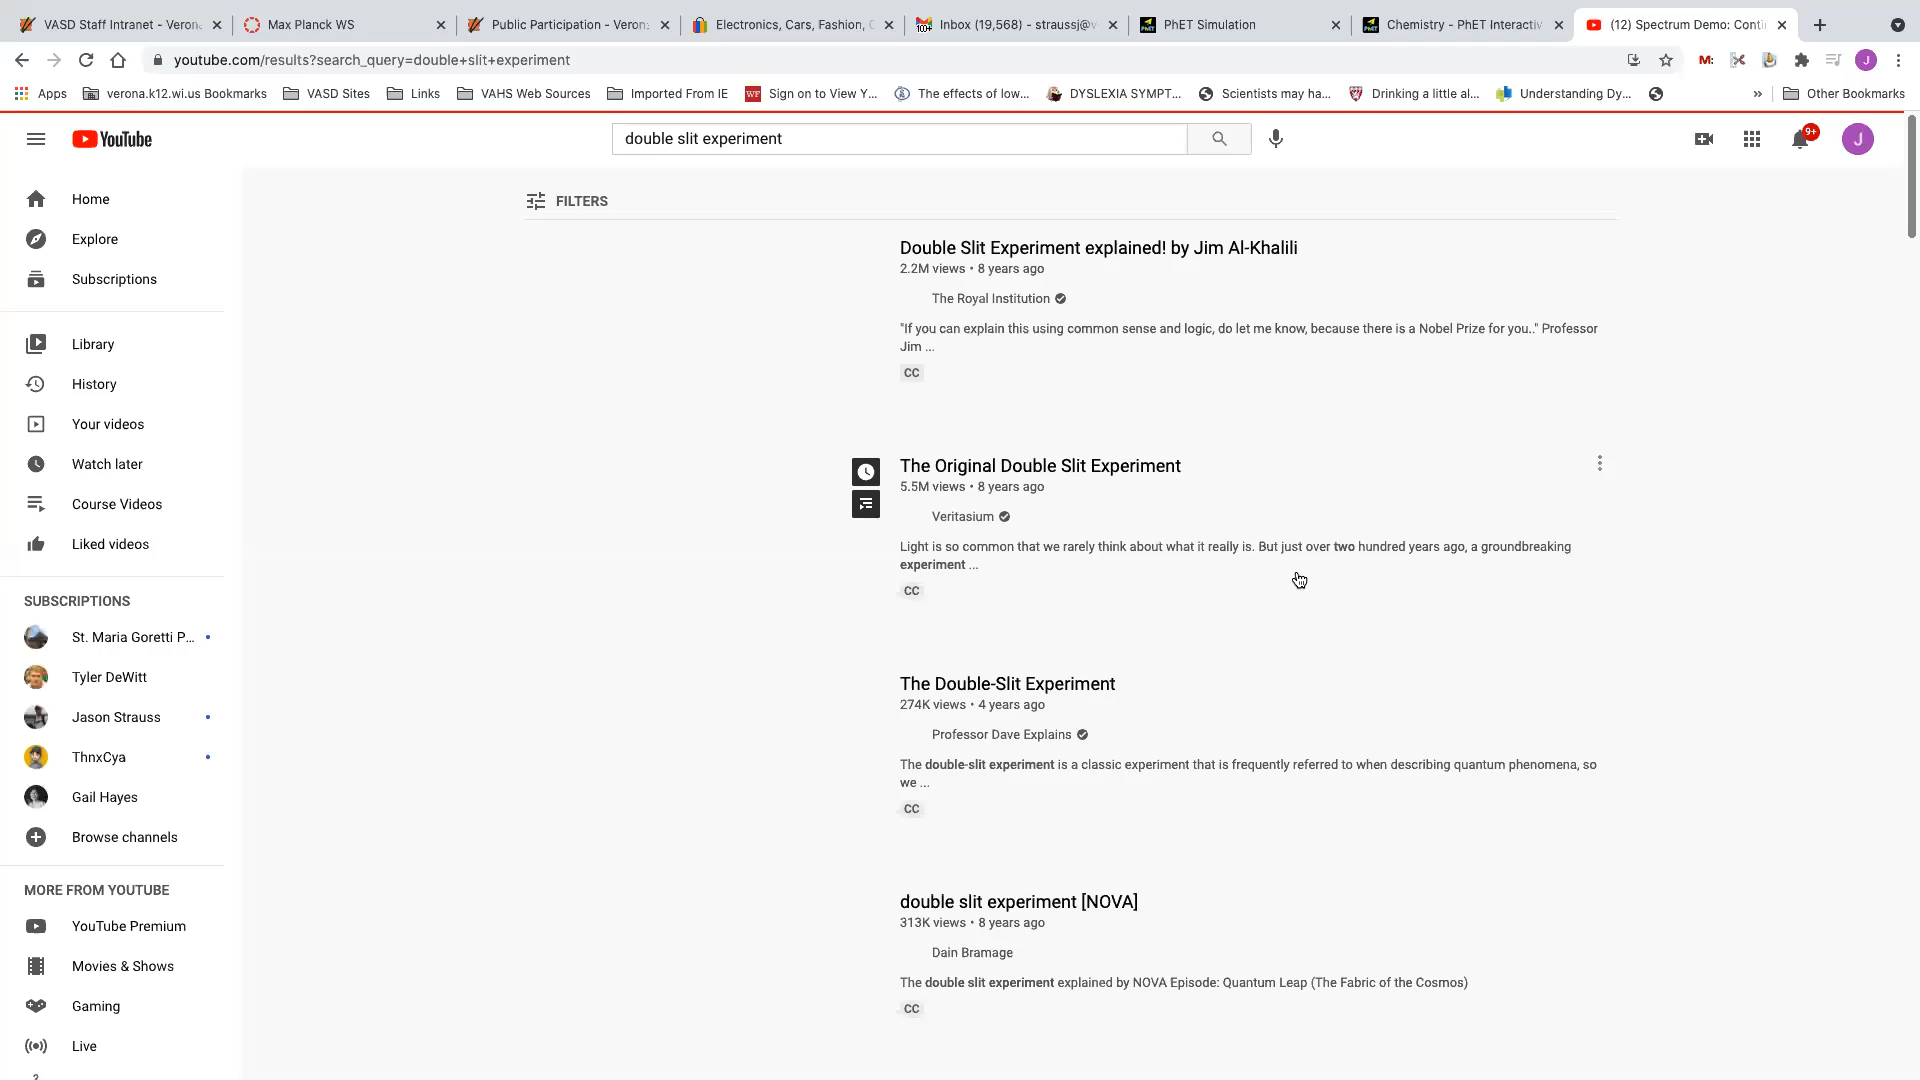 VASD Staff Intranet - Veron
Max Planck WS
Public Participation - Veron
Electronics, Cars, Fashion, C
Inbox (19,568) - straussj@v
PhET Simulation
Chemistry - PhET Interactiv
(12) Spectrum Demo: Conti
youtube.com/results?search_query=double+slit+experiment
Apps
verona.k12.wi.us Bookmarks
VASD Sites
Links
VAHS Web Sources
Imported From IE
WF
Sign on to View Y...
The effects of low...
DYSLEXIA SYMPT...
Scientists may ha...
Drinking a little al...
Understanding Dy...
»
Other Bookmarks
YouTube
double slit experiment
9+
J
Home
Explore
Subscriptions
Library
History
Your videos
Watch later
Course Videos
Liked videos
SUBSCRIPTIONS
St. Maria Goretti P...
Tyler DeWitt
Jason Strauss
ThnxCya
Gail Hayes
Browse channels
MORE FROM YOUTUBE
YouTube Premium
Movies & Shows
Gaming
Live
FILTERS
Double Slit Experiment explained! by Jim Al-Khalili
2.2M views • 8 years ago
The Royal Institution
"If you can explain this using common sense and logic, do let me know, because there is a Nobel Prize for you.." Professor
Jim ...
CC
The Original Double Slit Experiment
5.5M views • 8 years ago
Veritasium
Light is so common that we rarely think about what it really is. But just over two hundred years ago, a groundbreaking
experiment ...
CC
The Double-Slit Experiment
274K views • 4 years ago
Professor Dave Explains
The double-slit experiment is a classic experiment that is frequently referred to when describing quantum phenomena, so
we ...
CC
double slit experiment [NOVA]
313K views • 8 years ago
Dain Bramage
The double slit experiment explained by NOVA Episode: Quantum Leap (The Fabric of the Cosmos)
CC